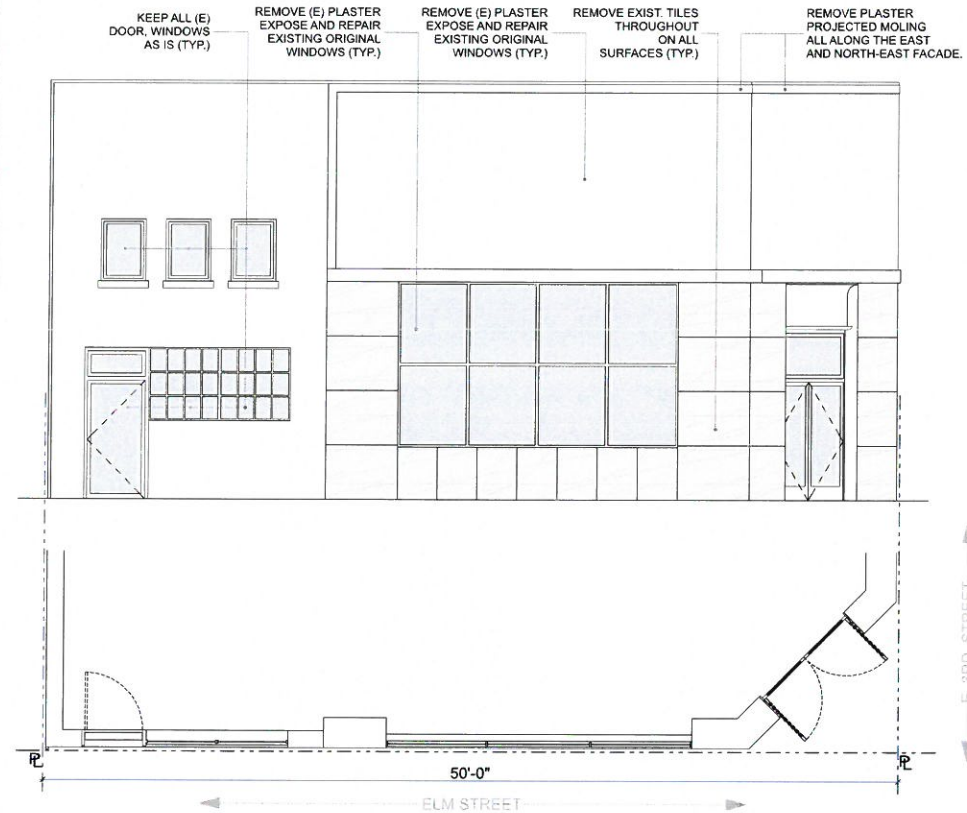 KEEP ALL (E)
DOOR, WINDOWS
AS IS (TYP.)
REMOVE (E) PLASTER
EXPOSE AND REPAIR
EXISTING ORIGINAL
WINDOWS (TYP.)
REMOVE (E) PLASTER
EXPOSE AND REPAIR
EXISTING ORIGINAL
WINDOWS (TYP.)
REMOVE EXIST. TILES
THROUGHOUT
ON ALL
SURFACES (TYP.)
REMOVE PLASTER
PROJECTED MOLING
ALL ALONG THE EAST
AND NORTH-EAST FACADE.
STREET
PL
PL
50'-0"
ELM STREET